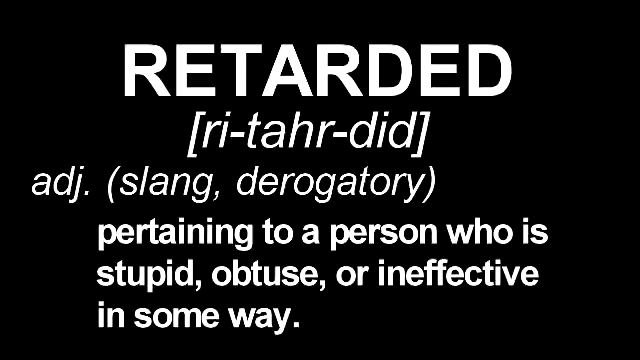 RETARDED
[ri-tahr-did]
adj. (slang, derogatory)
pertaining to a person who is
stupid, obtuse, or ineffective
in some way.